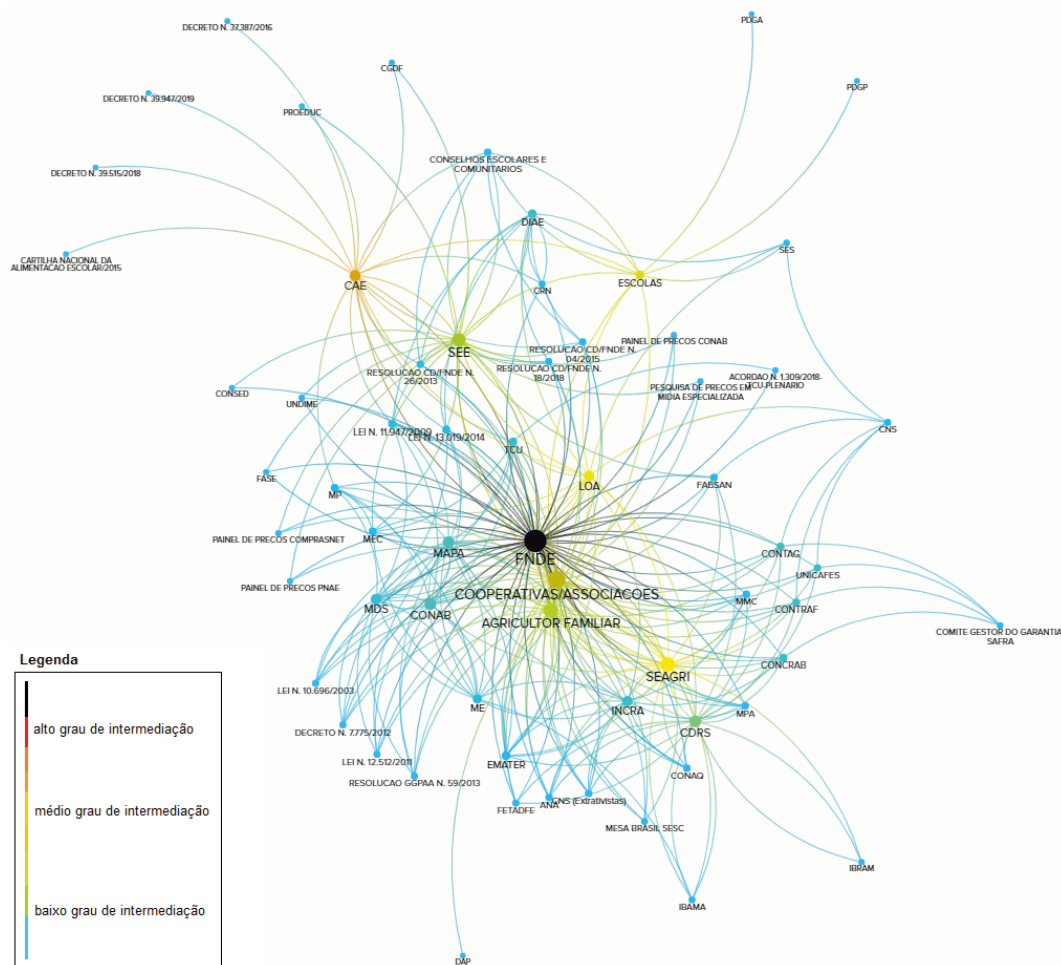 DECRETO N. 37.387/2016
PDGA
CGDF
DECRETO N. 39.947/2019
PDGP
PROEDUC
CONSELHOS ESCOLARES E
COMUNITARIOS
DECRETO N. 39.515/2018
DIAE
SES
CARTILHA NACIONAL DA
ALIMENTACAO ESCOLAR/2015
CAE
ESCOLAS
CRN
SEE
RESOLUCAO CD/FNDE N.
04/2015
PAINEL DE PRECOS CONAB
RESOLUCAO CD/FNDE N.
26/2013
RESOLUCAO CD/FNDE N.
18/2018
ACORDAO N. 1.309/2018-
TCU-PLENARIO
PESQUISA DE PRECOS EM
MIDIA ESPECIALIZADA
CONSED
UNDIME
LEI N. 11.947/2009
LEI N. 13.019/2014
TCU
CNS
FASE
MP
LOA
FABSAN
PAINEL DE PRECOS COMPRASNET
MEC
MAPA
FNDE
CONTAG
UNICAFES
PAINEL DE PRECOS PNAE
COOPERATIVAS/ASSOCIACOES
MDS
CONAB
AGRICULTOR FAMILIAR
MMC
CONTRAF
COMITE GESTOR DO GARANTIA
SAFRA
SEAGRI
CONCRAB
LEI N. 10.696/2003
ME
INCRA
MPA
DECRETO N. 7.775/2012
CDRS
LEI N. 12.512/2011
EMATER
RESOLUCAO GGPAA N. 59/2013
CONAQ
FETADFE
ANA
CNS (Extrativistas)
MESA BRASIL SESC
IBRAM
IBAMA
DAP
Legenda
alto grau de intermediação
médio grau de intermediação
baixo grau de intermediação